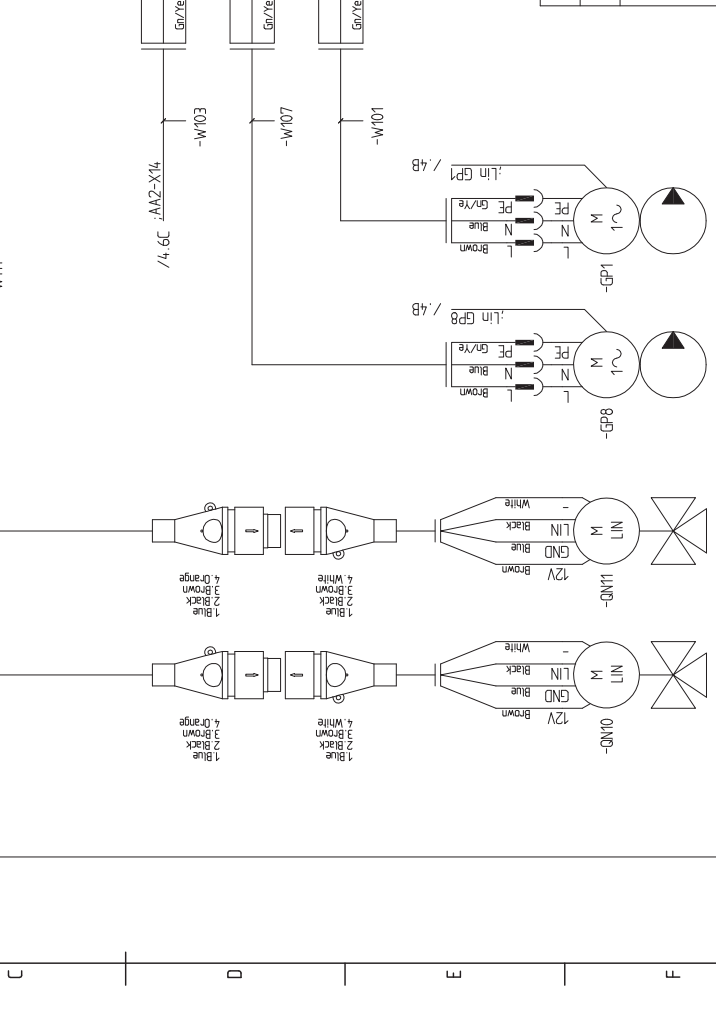 Gn/Ye
Gn/Ye
Gn/Ye
-W103
-W107
-W101
/4.6C :AA2-X14
/.4B
;Lin GP1
Gn/Ye
PE
PE
Blue
N
N
Brown
L
L
M
1~
-GP1
/.4B
;Lin GP8
Gn/Ye
PE
PE
Blue
N
N
Brown
L
L
M
1~
-GP8
1.Blue
2.Black
3.Brown
4.Orange
1.Blue
2.Black
3.Brown
4.White
White
-
Black
LIN
Blue
GND
Brown
12V
M
LIN
-QN11
1.Blue
2.Black
3.Brown
4.Orange
1.Blue
2.Black
3.Brown
4.White
White
-
Black
LIN
Blue
GND
Brown
12V
M
LIN
-QN10
C
D
E
F